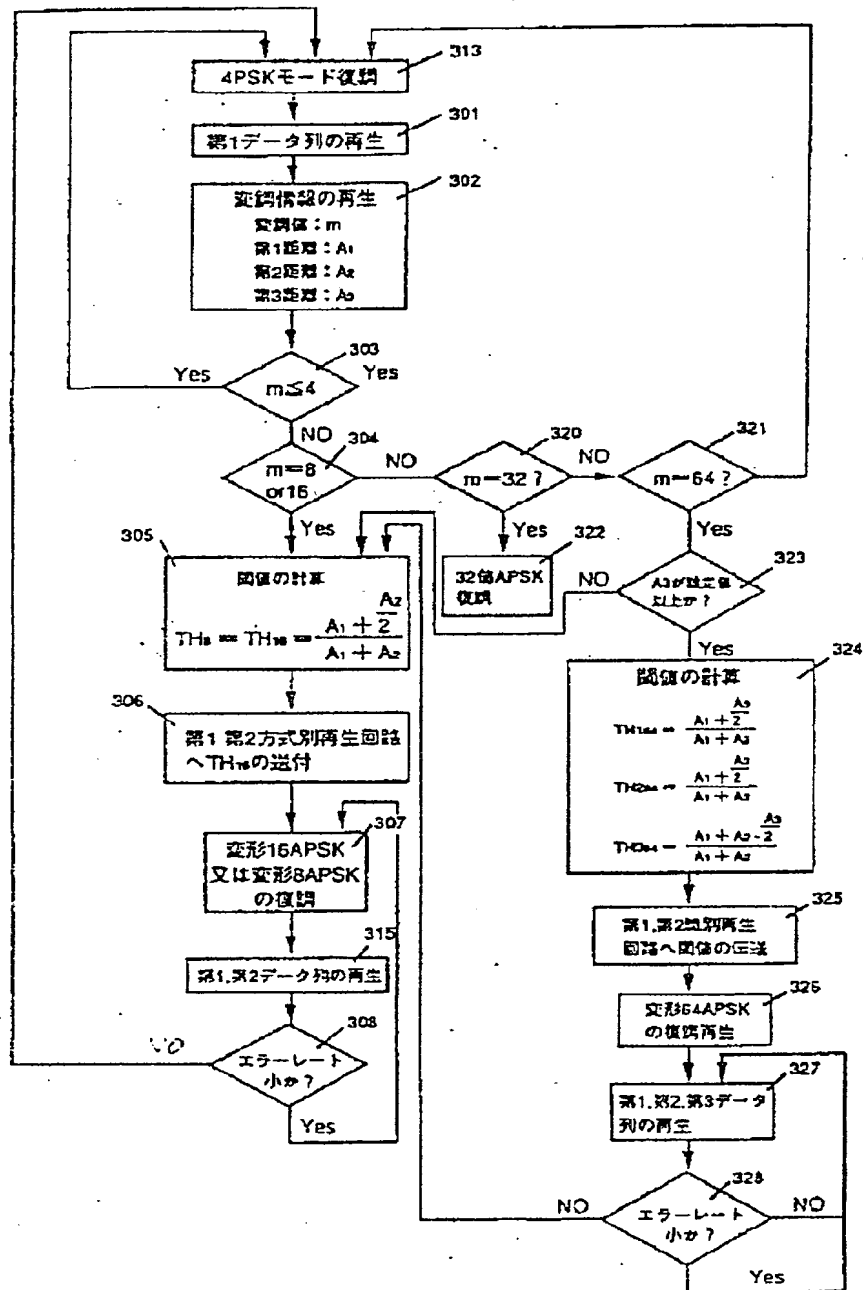 313
4PSKモード復調
301
第1データ列の再生
302
変調情報の再生
変調値：m
第1距離：A1
第2距離：A2
第3距離：A3
303
Yes
Yes
m≦4
NO
304
m=8
or16
NO
320
m=32？
NO
321
m=64？
Yes
Yes
Yes
305
閾値の計算
TH8 = TH16 = (A1 + A2/2) / (A1 + A2)
322
32値APSK
復調
323
A3が設定値
以上か？
NO
Yes
324
閾値の計算
306
第1 第2方式別再生回路
へTH16の送付
307
変形16APSK
又は変形8APSK
の復調
325
第1.第2識別再生
回路へ閾値の伝送
315
第1.第2データ列の再生
326
変形64APSK
の復調再生
308
NO
エラーレート
小か？
Yes
327
第1.第2.第3データ
列の再生
328
NO
エラーレート
小か？
NO
Yes